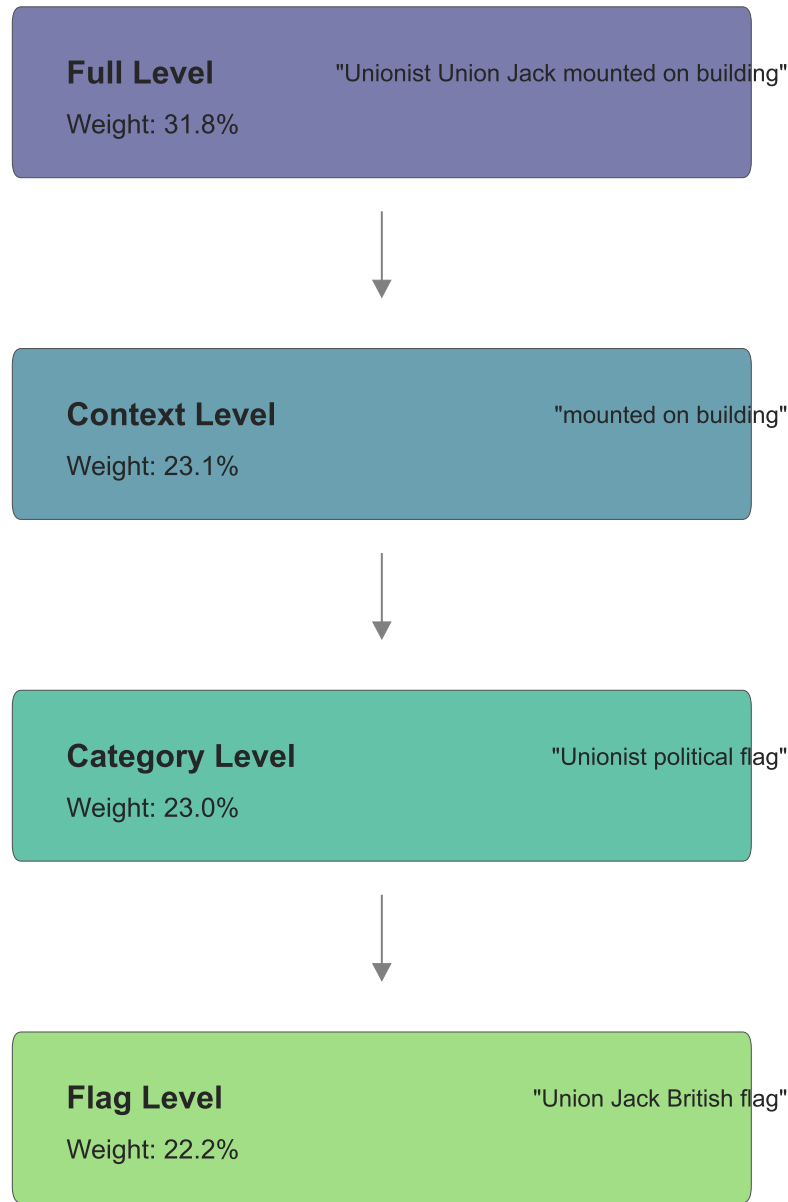 Full Level
"Unionist Union Jack mounted on building"
Weight: 31.8%
Context Level
"mounted on building"
Weight: 23.1%
Category Level
"Unionist political flag"
Weight: 23.0%
Flag Level
"Union Jack British flag"
Weight: 22.2%